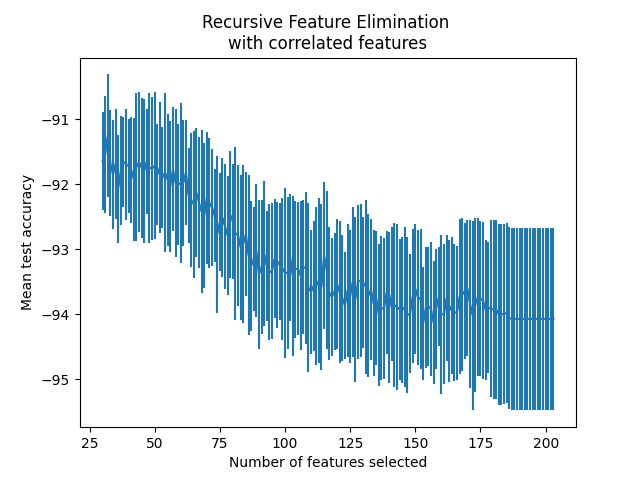 Recursive Feature Elimination
with correlated features
Mean test accuracy
−91
−92
−93
−94
−95
25 50 75 100 125 150 175 200
Number of features selected